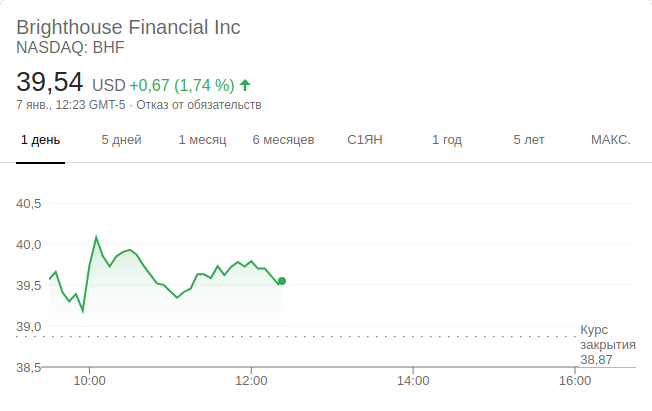 Brighthouse Financial Inc
NASDAQ: BHF
39,54 USD +0,67 (1,74 %)
7 янв., 12:23 GMT-5 · Отказ от обязательств
1 день 5 дней 1 месяц 6 месяцев С1ЯН 1 год 5 лет МАКС.
40,5
40,0
39,5
39,0
38,5
Курс
закрытия
38,87
10:00 12:00 14:00 16:00